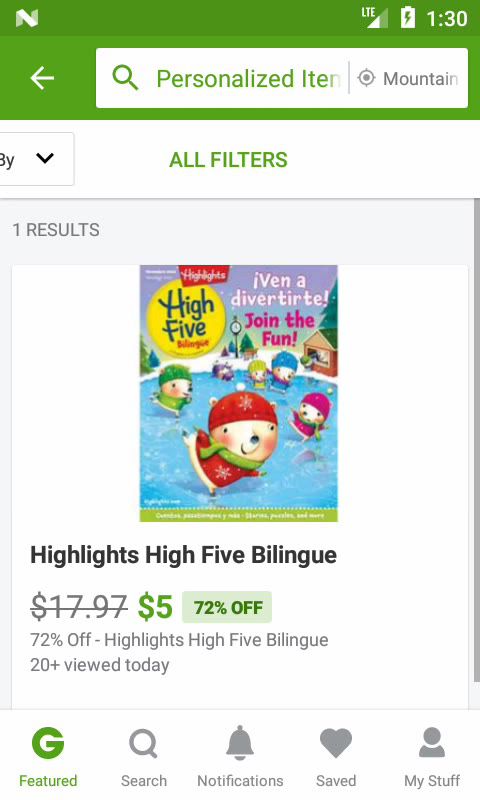 LTE 1:30
Personalized Iten Mountain
By
ALL FILTERS
1 RESULTS
Highlights
High
Five
Bilingüe
¡Ven a
divertirte!
Join the
Fun!
highlights.com
Cuentos, pasatiempos y más - Stories, puzzles, and more
Highlights High Five Bilingue
$17.97 $5 72% OFF
72% Off - Highlights High Five Bilingue
20+ viewed today
Featured Search Notifications Saved My Stuff